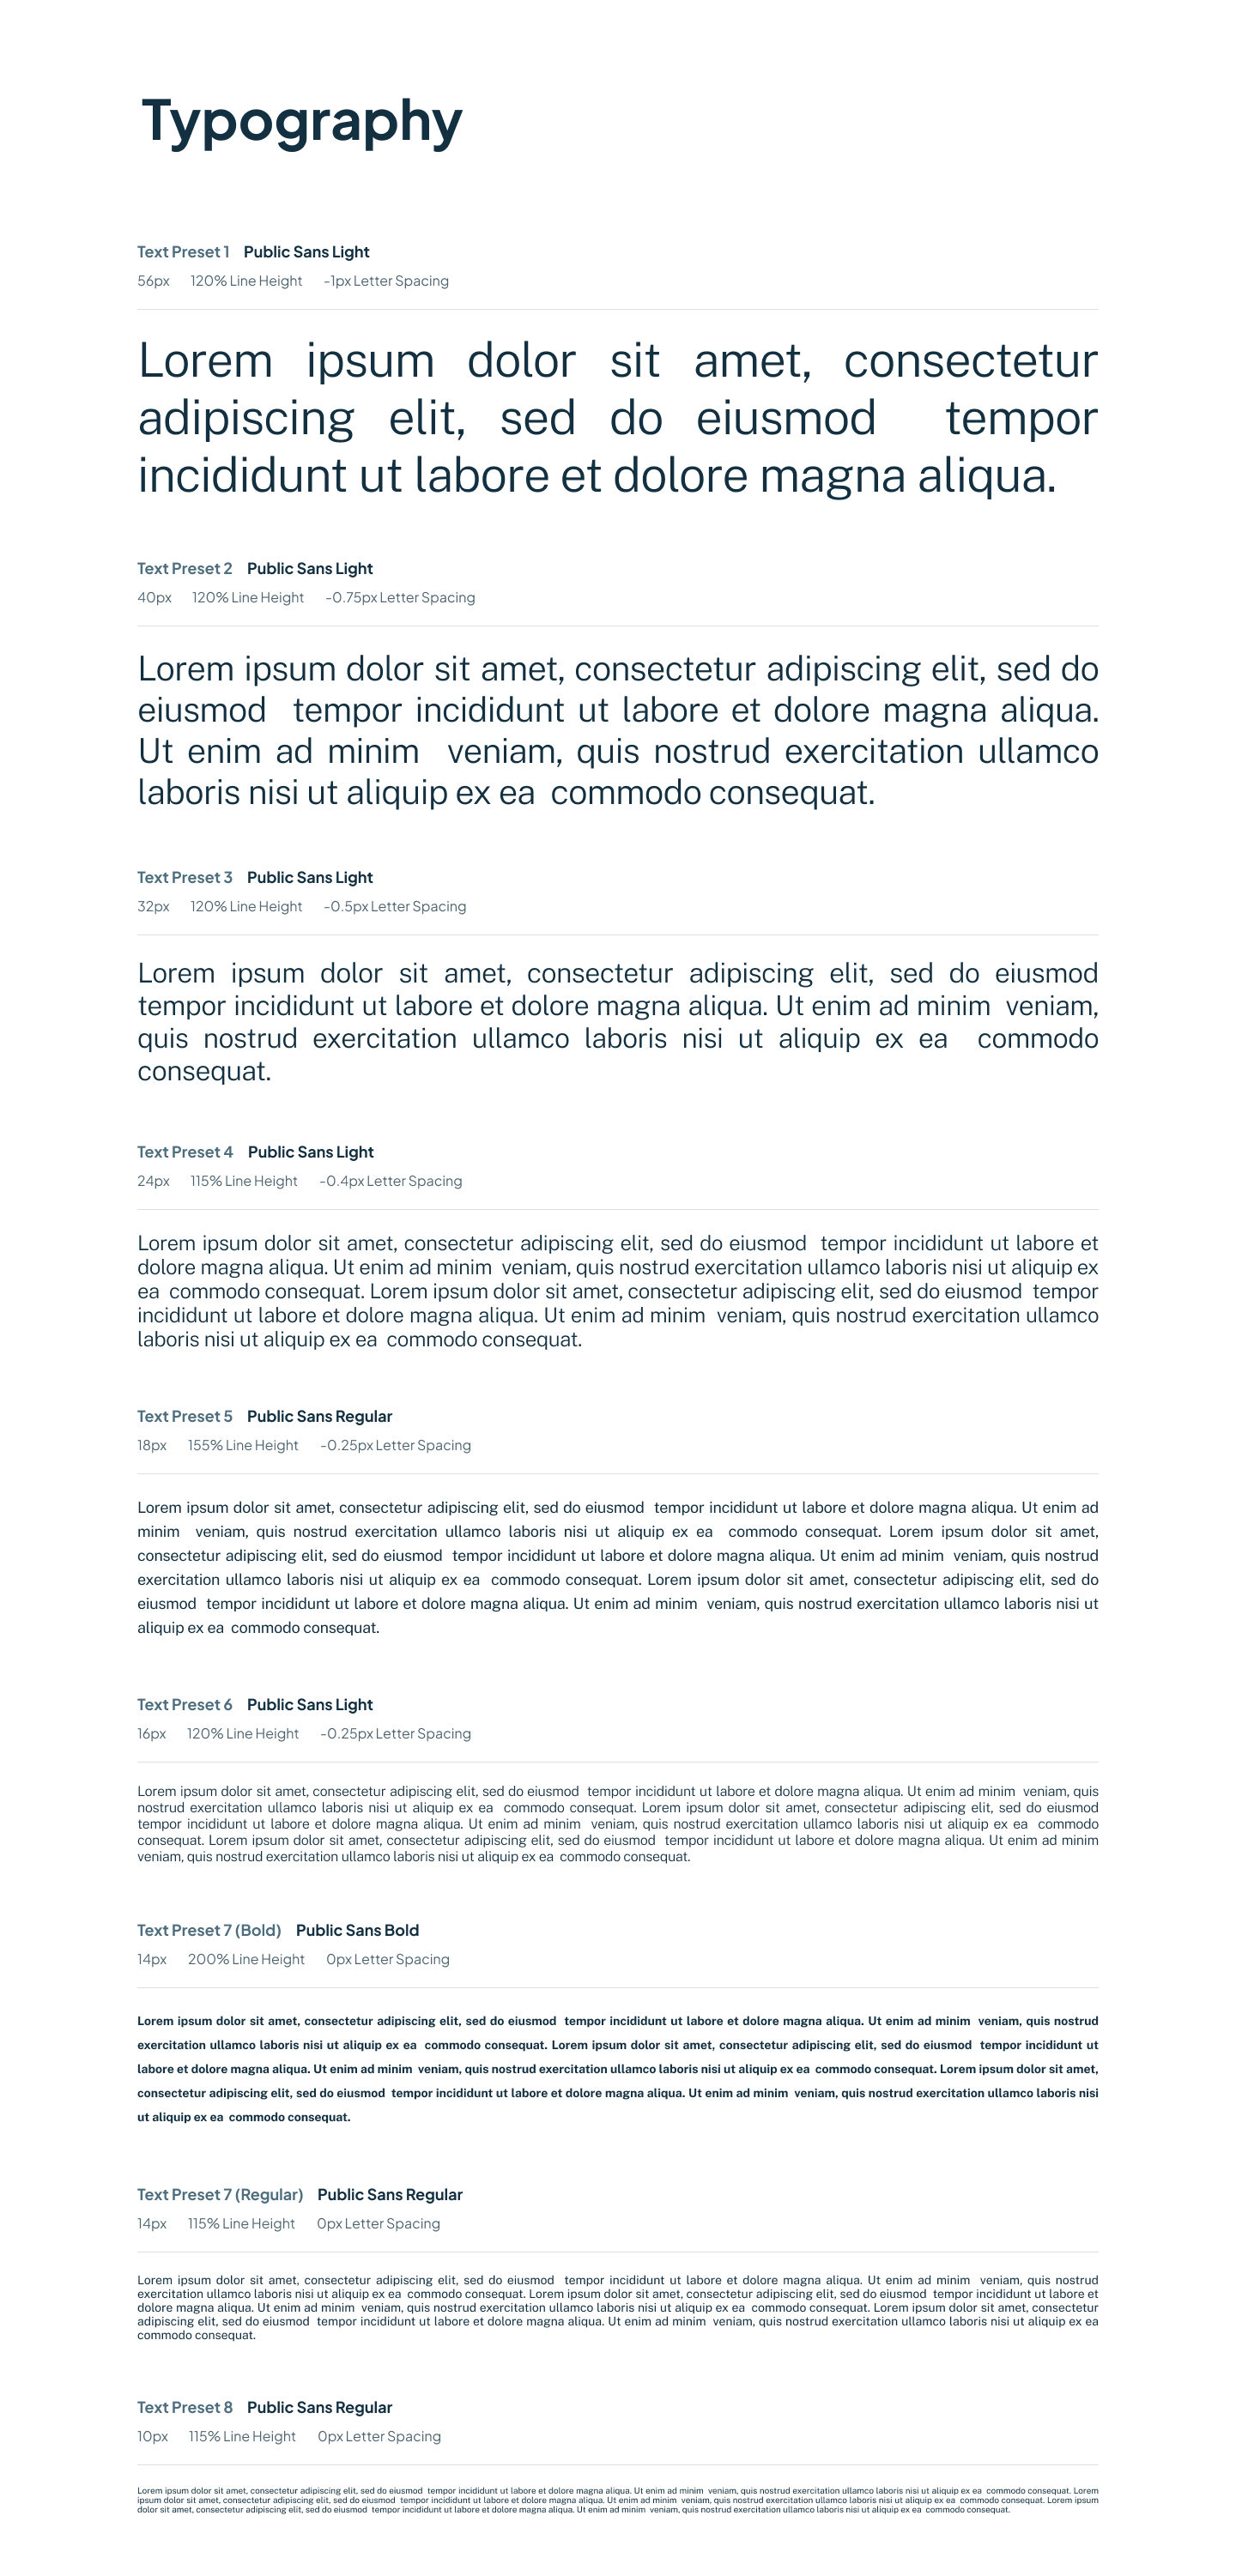 Typography
Text Preset 1 Public Sans Light
56px 120% Line Height -1px Letter Spacing
Lorem ipsum dolor sit amet, consectetur
adipiscing elit, sed do eiusmod tempor
incididunt ut labore et dolore magna aliqua.
Text Preset 2 Public Sans Light
40px 120% Line Height -0.75px Letter Spacing
Lorem ipsum dolor sit amet, consectetur adipiscing elit, sed do
eiusmod tempor incididunt ut labore et dolore magna aliqua.
Ut enim ad minim veniam, quis nostrud exercitation ullamco
laboris nisi ut aliquip ex ea commodo consequat.
Text Preset 3 Public Sans Light
32px 120% Line Height -0.5px Letter Spacing
Lorem ipsum dolor sit amet, consectetur adipiscing elit, sed do eiusmod
tempor incididunt ut labore et dolore magna aliqua. Ut enim ad minim veniam,
quis nostrud exercitation ullamco laboris nisi ut aliquip ex ea commodo
consequat.
Text Preset 4 Public Sans Light
24px 115% Line Height -0.4px Letter Spacing
Lorem ipsum dolor sit amet, consectetur adipiscing elit, sed do eiusmod tempor incididunt ut labore et
dolore magna aliqua. Ut enim ad minim veniam, quis nostrud exercitation ullamco laboris nisi ut aliquip ex
ea commodo consequat. Lorem ipsum dolor sit amet, consectetur adipiscing elit, sed do eiusmod tempor
incididunt ut labore et dolore magna aliqua. Ut enim ad minim veniam, quis nostrud exercitation ullamco
laboris nisi ut aliquip ex ea commodo consequat.
Text Preset 5 Public Sans Regular
18px 155% Line Height -0.25px Letter Spacing
Lorem ipsum dolor sit amet, consectetur adipiscing elit, sed do eiusmod tempor incididunt ut labore et dolore magna aliqua. Ut enim ad
minim veniam, quis nostrud exercitation ullamco laboris nisi ut aliquip ex ea commodo consequat. Lorem ipsum dolor sit amet,
consectetur adipiscing elit, sed do eiusmod tempor incididunt ut labore et dolore magna aliqua. Ut enim ad minim veniam, quis nostrud
exercitation ullamco laboris nisi ut aliquip ex ea commodo consequat. Lorem ipsum dolor sit amet, consectetur adipiscing elit, sed do
eiusmod tempor incididunt ut labore et dolore magna aliqua. Ut enim ad minim veniam, quis nostrud exercitation ullamco laboris nisi ut
aliquip ex ea commodo consequat.
Text Preset 6 Public Sans Light
16px 120% Line Height -0.25px Letter Spacing
Lorem ipsum dolor sit amet, consectetur adipiscing elit, sed do eiusmod tempor incididunt ut labore et dolore magna aliqua. Ut enim ad minim veniam, quis
nostrud exercitation ullamco laboris nisi ut aliquip ex ea commodo consequat. Lorem ipsum dolor sit amet, consectetur adipiscing elit, sed do eiusmod
tempor incididunt ut labore et dolore magna aliqua. Ut enim ad minim veniam, quis nostrud exercitation ullamco laboris nisi ut aliquip ex ea commodo
consequat. Lorem ipsum dolor sit amet, consectetur adipiscing elit, sed do eiusmod tempor incididunt ut labore et dolore magna aliqua. Ut enim ad minim
veniam, quis nostrud exercitation ullamco laboris nisi ut aliquip ex ea commodo consequat.
Text Preset 7 (Bold) Public Sans Bold
14px 200% Line Height 0px Letter Spacing
Lorem ipsum dolor sit amet, consectetur adipiscing elit, sed do eiusmod tempor incididunt ut labore et dolore magna aliqua. Ut enim ad minim veniam, quis nostrud
exercitation ullamco laboris nisi ut aliquip ex ea commodo consequat. Lorem ipsum dolor sit amet, consectetur adipiscing elit, sed do eiusmod tempor incididunt ut
labore et dolore magna aliqua. Ut enim ad minim veniam, quis nostrud exercitation ullamco laboris nisi ut aliquip ex ea commodo consequat. Lorem ipsum dolor sit amet,
consectetur adipiscing elit, sed do eiusmod tempor incididunt ut labore et dolore magna aliqua. Ut enim ad minim veniam, quis nostrud exercitation ullamco laboris nisi
ut aliquip ex ea commodo consequat.
Text Preset 7 (Regular) Public Sans Regular
14px 115% Line Height 0px Letter Spacing
Lorem ipsum dolor sit amet, consectetur adipiscing elit, sed do eiusmod tempor incididunt ut labore et dolore magna aliqua. Ut enim ad minim veniam, quis nostrud
exercitation ullamco laboris nisi ut aliquip ex ea commodo consequat. Lorem ipsum dolor sit amet, consectetur adipiscing elit, sed do eiusmod tempor incididunt ut labore et
dolore magna aliqua. Ut enim ad minim veniam, quis nostrud exercitation ullamco laboris nisi ut aliquip ex ea commodo consequat. Lorem ipsum dolor sit amet, consectetur
adipiscing elit, sed do eiusmod tempor incididunt ut labore et dolore magna aliqua. Ut enim ad minim veniam, quis nostrud exercitation ullamco laboris nisi ut aliquip ex ea
commodo consequat.
Text Preset 8 Public Sans Regular
10px 115% Line Height 0px Letter Spacing
Lorem ipsum dolor sit amet, consectetur adipiscing elit, sed do eiusmod tempor incididunt ut labore et dolore magna aliqua. Ut enim ad minim veniam, quis nostrud exercitation ullamco laboris nisi ut aliquip ex ea commodo consequat. Lorem
ipsum dolor sit amet, consectetur adipiscing elit, sed do eiusmod tempor incididunt ut labore et dolore magna aliqua. Ut enim ad minim veniam, quis nostrud exercitation ullamco laboris nisi ut aliquip ex ea commodo consequat. Lorem ipsum
dolor sit amet, consectetur adipiscing elit, sed do eiusmod tempor incididunt ut labore et dolore magna aliqua. Ut enim ad minim veniam, quis nostrud exercitation ullamco laboris nisi ut aliquip ex ea commodo consequat.